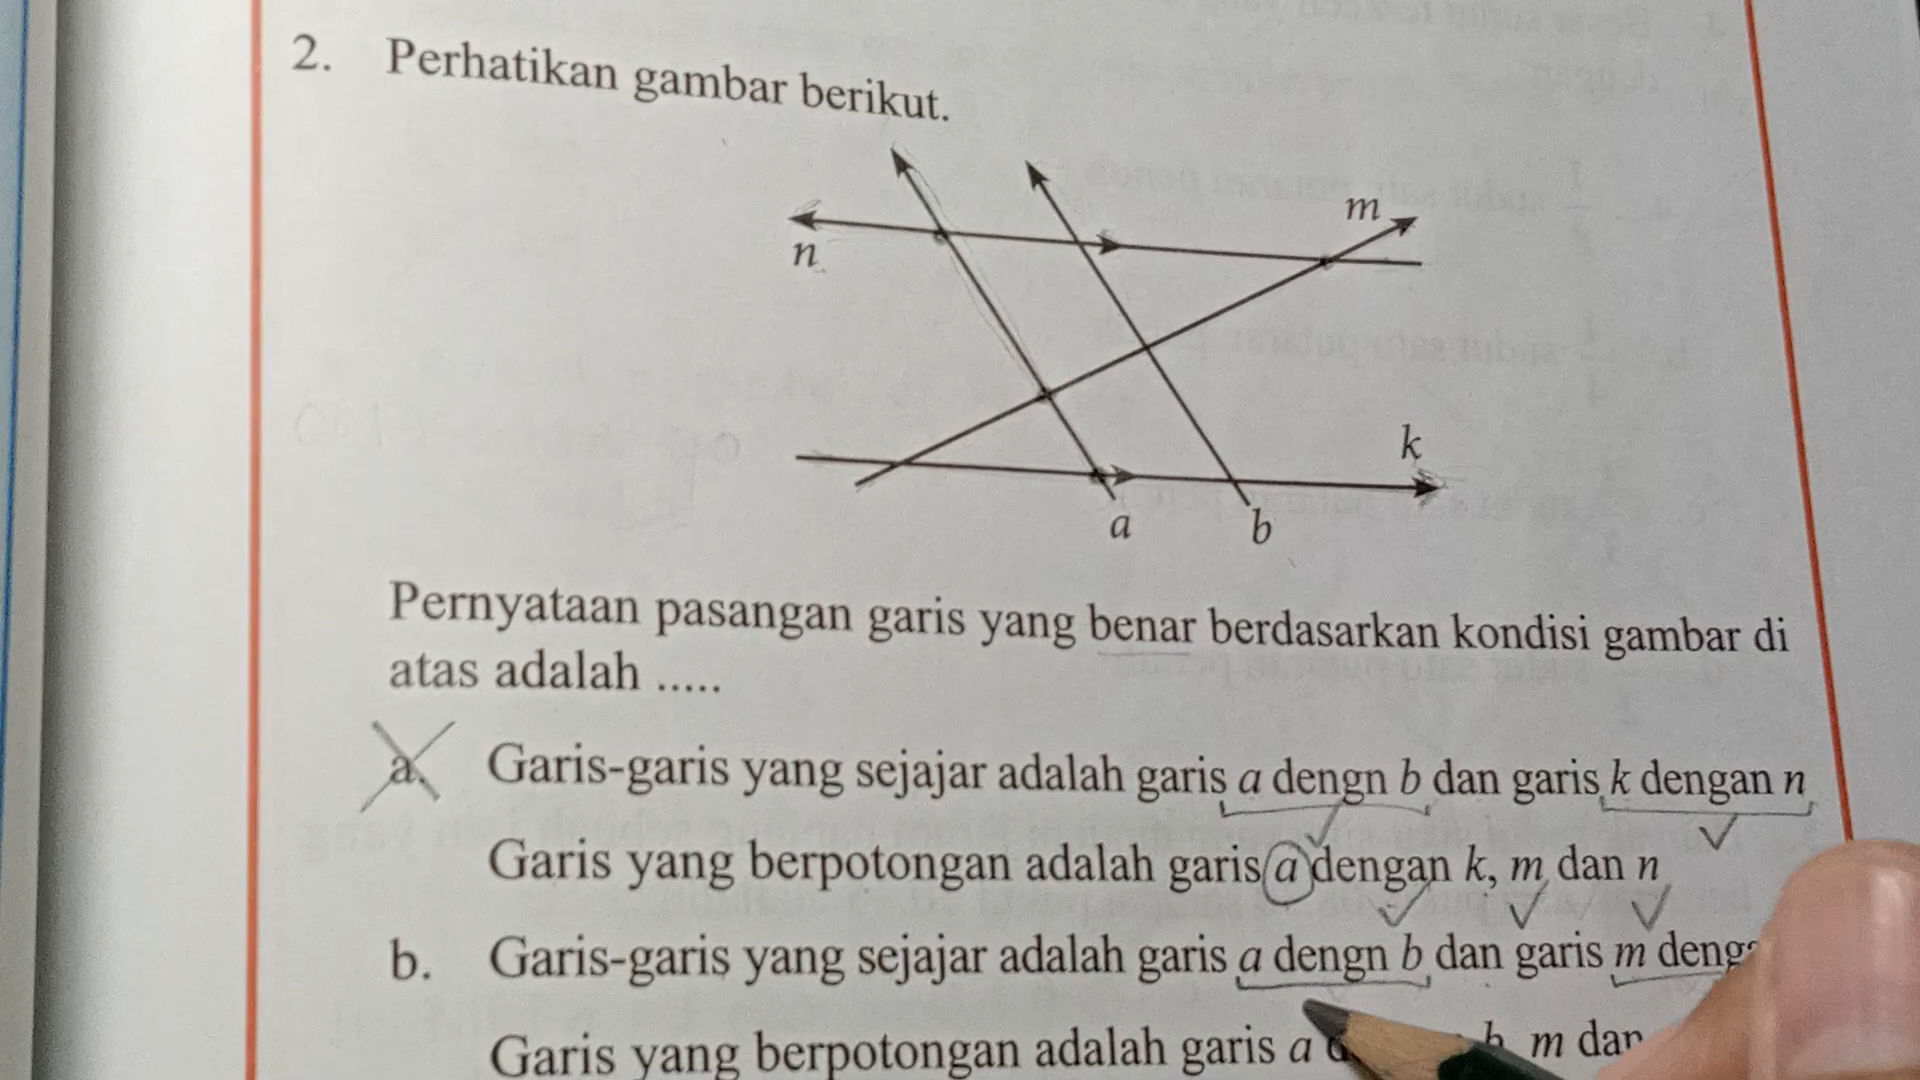 2. Perhatikan gambar berikut.
m
n
k
a
b
Pernyataan pasangan garis yang benar berdasarkan kondisi gambar di
atas adalah .....
a. Garis-garis yang sejajar adalah garis a dengn b dan garis k dengan n
Garis yang berpotongan adalah garis a dengan k, m dan n
b. Garis-garis yang sejajar adalah garis a dengn b dan garis m
Garis yang berpotongan adalah garis a m dan